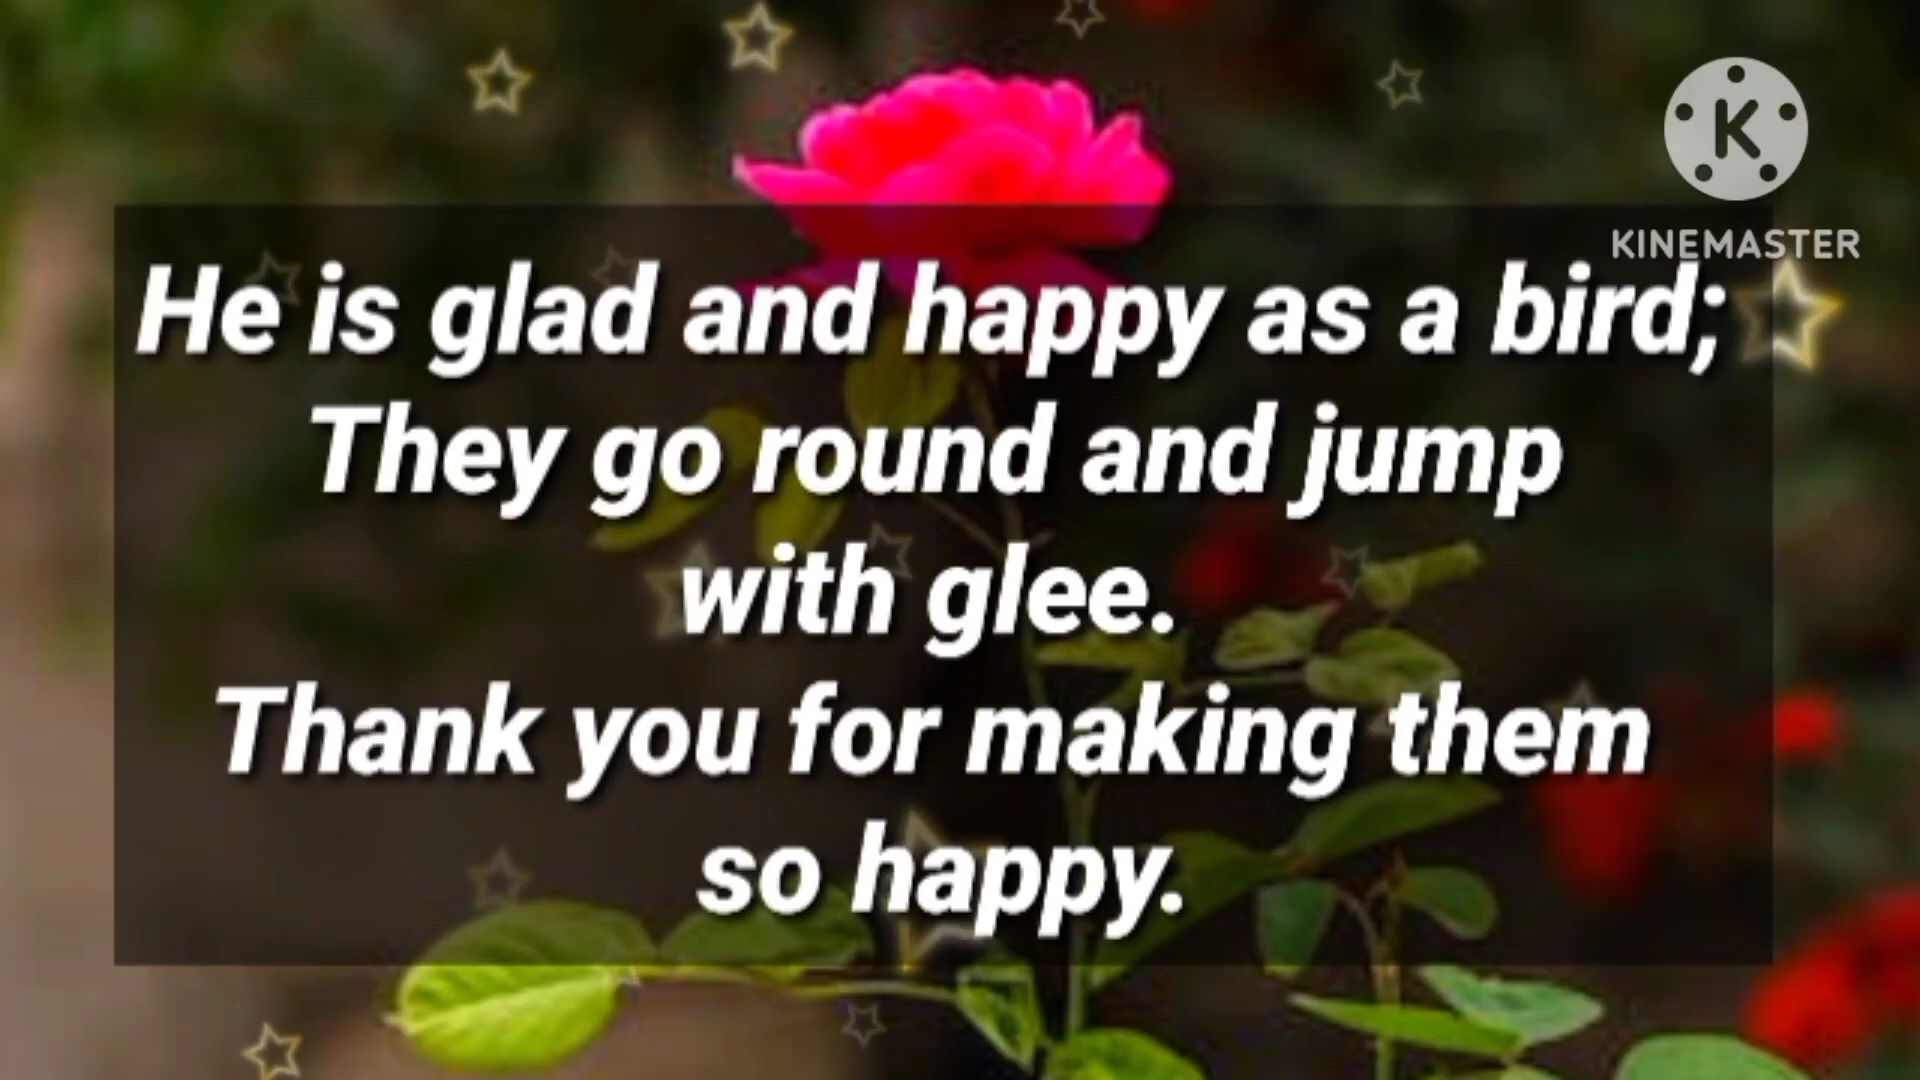 KINEMASTER
He is glad and happy as a bird;
They go round and jump
with glee.
Thank you for making them
so happy.